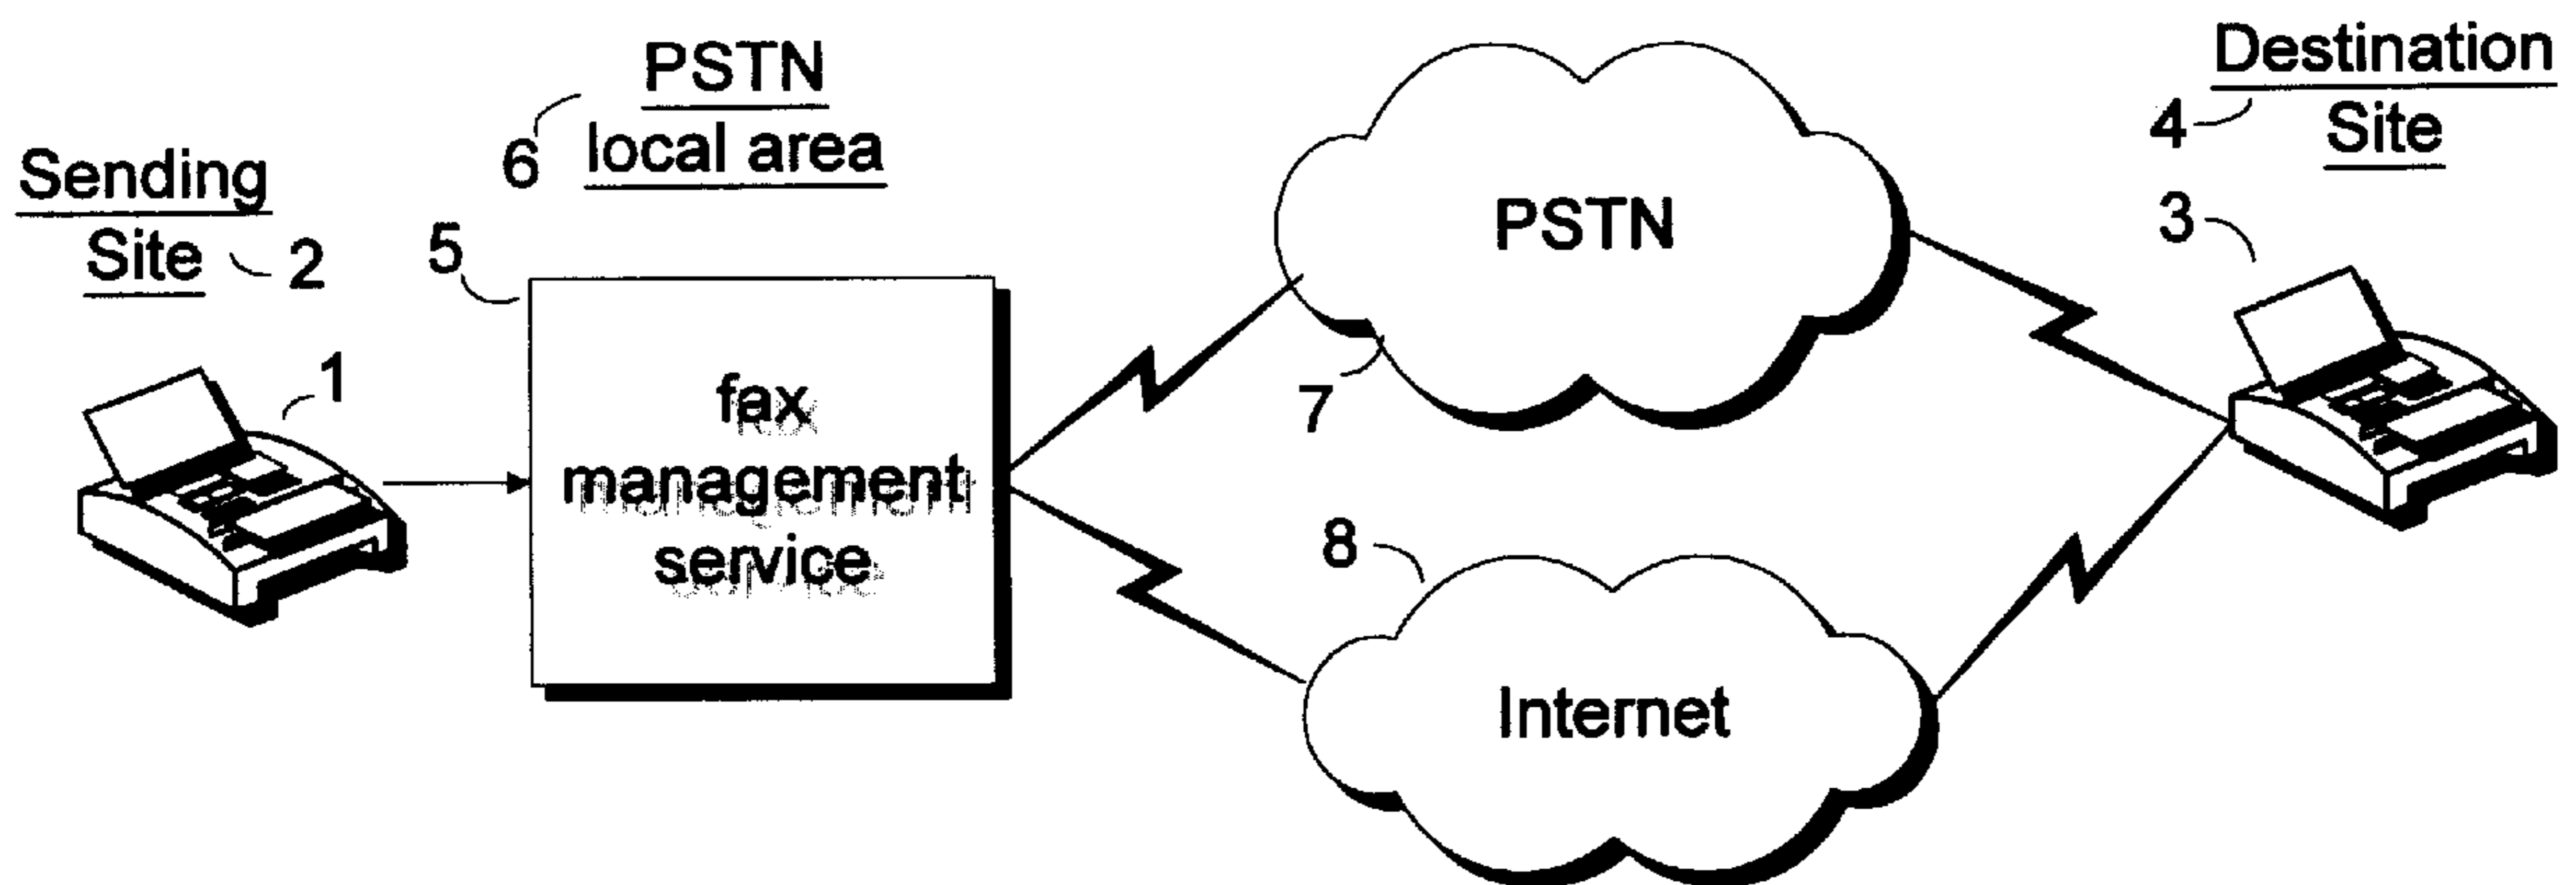 Sending
Site
2
1
PSTN
local area
6
5
fax
management
service
PSTN
7
Internet
8
Destination
Site
4
3